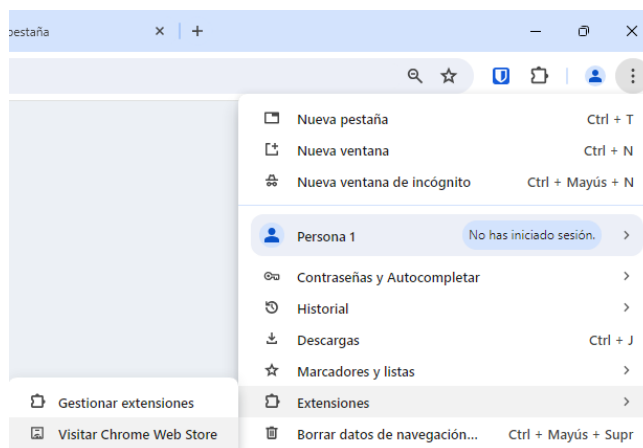 pestaña
Nueva pestaña Ctrl + T
Nueva ventana Ctrl + N
Nueva ventana de incógnito Ctrl + Mayús + N
Persona 1 No has iniciado sesión.
Contraseñas y Autocompletar
Historial
Descargas Ctrl + J
Marcadores y listas
Gestionar extensiones Extensiones
Visitar Chrome Web Store Borrar datos de navegación... Ctrl + Mayús + Supr